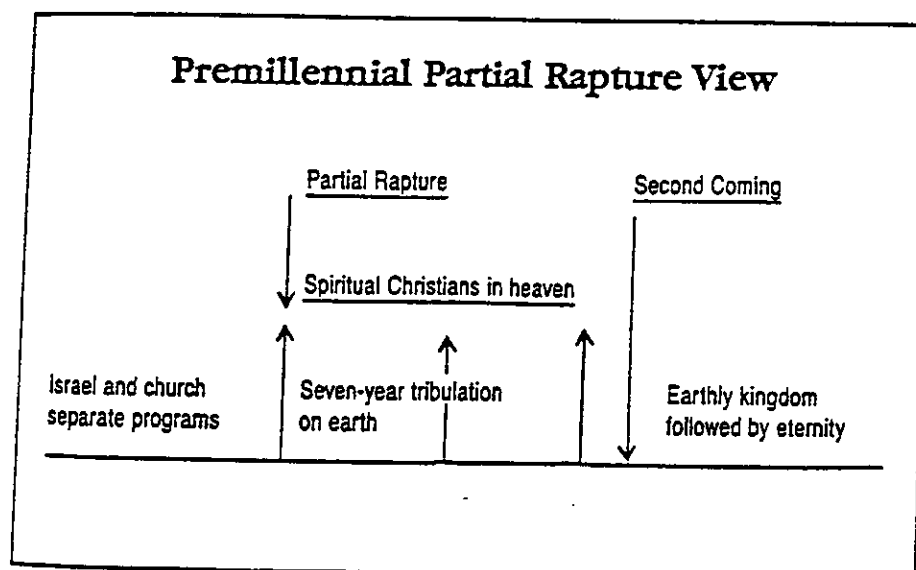 Premillennial Partial Rapture View
Partial Rapture
Second Coming
Spiritual Christians in heaven
Israel and church
separate programs
Seven-year tribulation
on earth
Earthly kingdom
followed by eternity